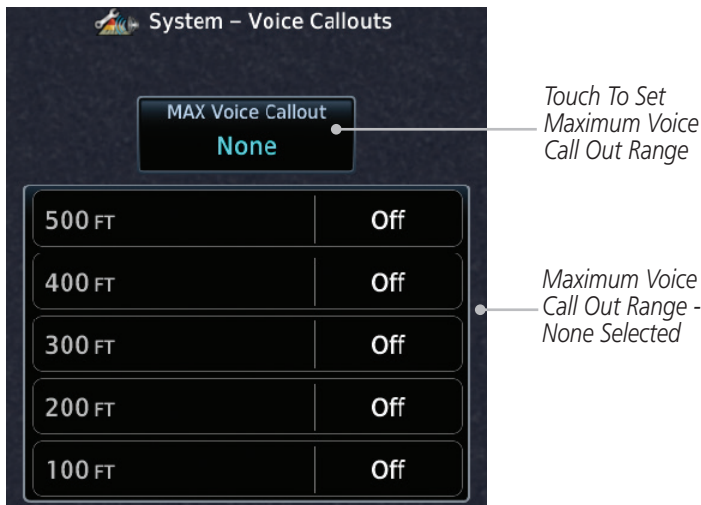 System – Voice Callouts
MAX Voice Callout
None
Touch To Set
Maximum Voice
Call Out Range
500 FT Off
400 FT Off
300 FT Off
200 FT Off
100 FT Off
Maximum Voice
Call Out Range -
None Selected